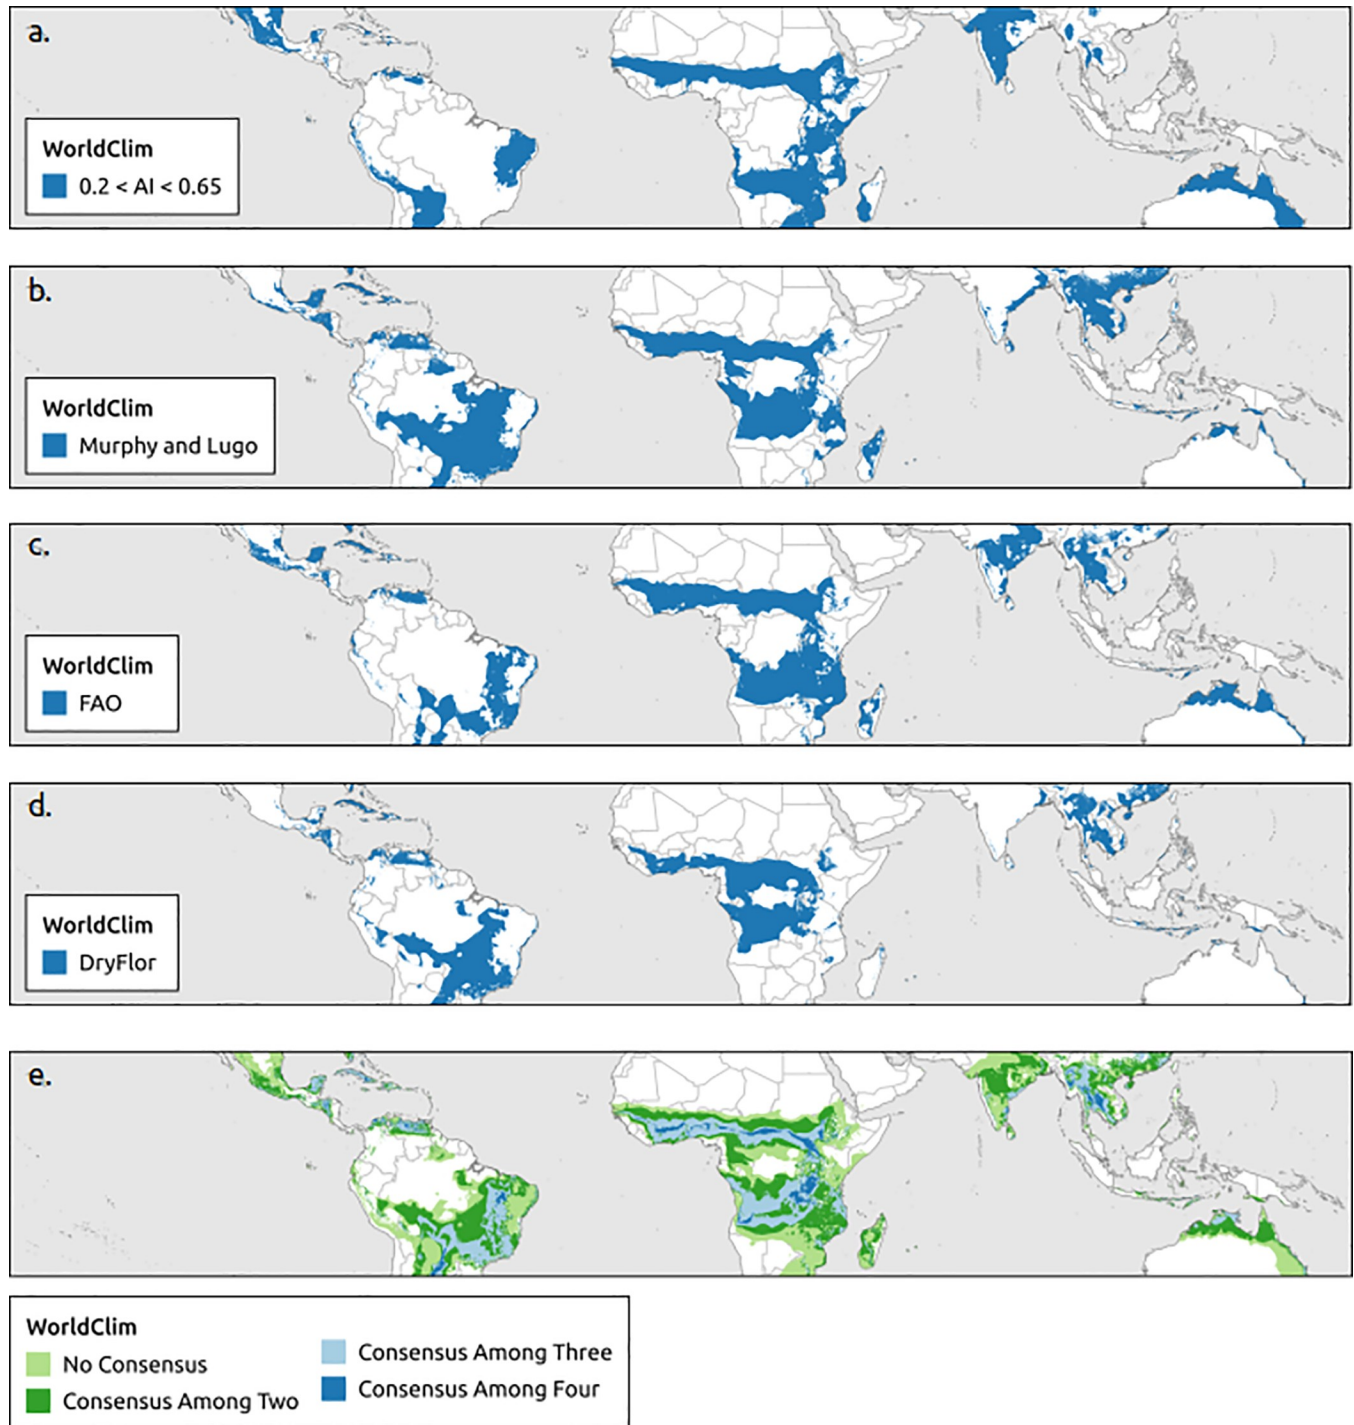 a.
WorldClim
0.2 < AI < 0.65
b.
WorldClim
Murphy and Lugo
c.
WorldClim
FAO
d.
WorldClim
DryFlor
e.
WorldClim
No Consensus
Consensus Among Two
Consensus Among Three
Consensus Among Four